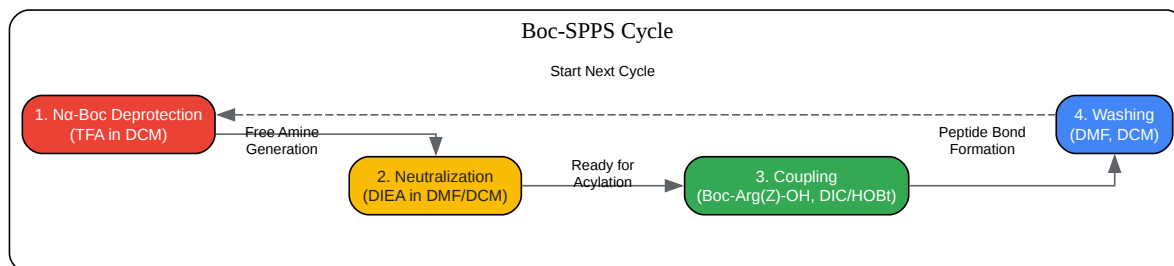 Boc-SPPS Cycle
Start Next Cycle
1. Nα-Boc Deprotection
(TFA in DCM)
Free Amine
Generation
2. Neutralization
(DIEA in DMF/DCM)
Ready for
Acylation
3. Coupling
(Boc-Arg(Z)-OH, DIC/HOBt)
Peptide Bond
Formation
4. Washing
(DMF, DCM)